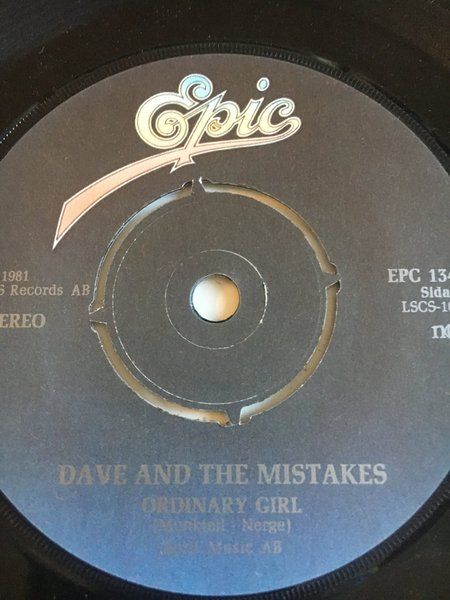 Epic
1981
S Records AB
EREO
EPC 134
Sida
LSCS-10
n©b
DAVE AND THE MISTAKES
ORDINARY GIRL
(Munktell - Nerge)
Music AB